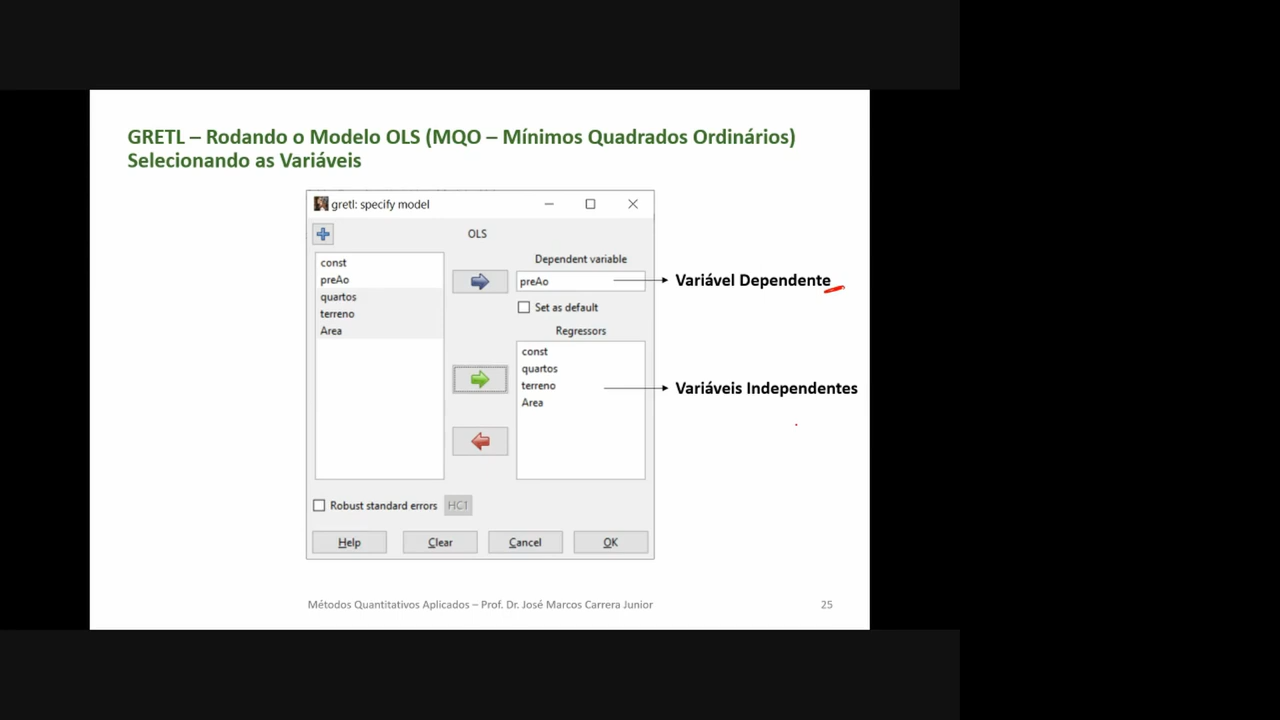 GRETL – Rodando o Modelo OLS (MQO – Mínimos Quadrados Ordinários)
Selecionando as Variáveis
gretl: specify model
OLS
const
preAo
quartos
terreno
Area
Dependent variable
preAo
Variável Dependente
Set as default
Regressors
const
quartos
terreno
Area
Variáveis Independentes
Robust standard errors HC1
Help Clear Cancel OK
Métodos Quantitativos Aplicados – Prof. Dr. José Marcos Carrera Junior 25